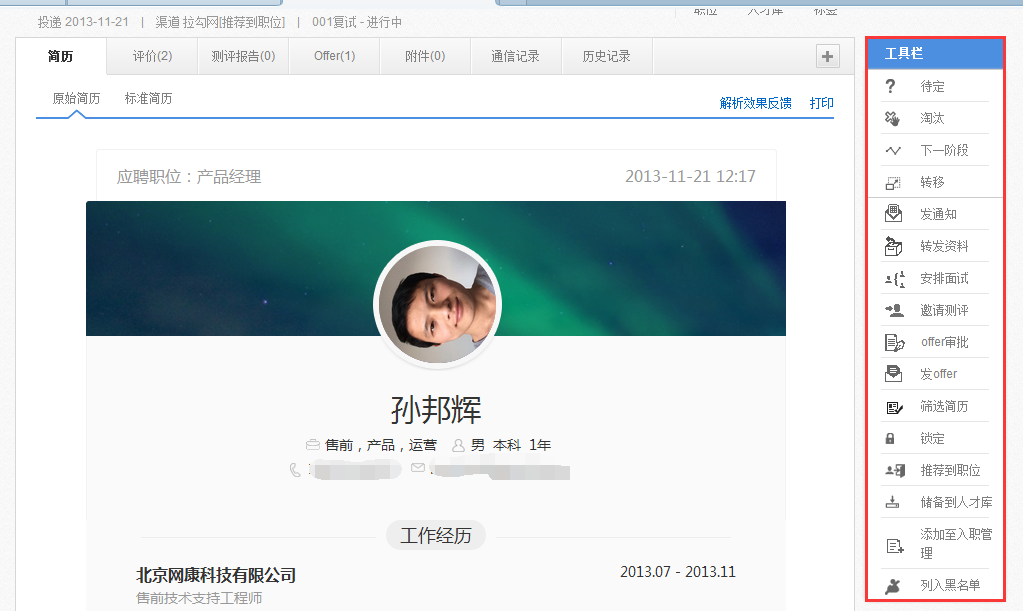 职位 人才库 标签
投递 2013-11-21 | 渠道 拉勾网[推荐到职位] | 001复试 - 进行中
简历 评价(2) 测评报告(0) Offer(1) 附件(0) 通信记录 历史记录
原始简历 标准简历 解析效果反馈 打印
应聘职位：产品经理 2013-11-21 12:17
孙邦辉
售前，产品，运营 男 本科 1年
工作经历
北京网康科技有限公司 2013.07 - 2013.11
售前技术支持工程师
工具栏
待定
淘汰
下一阶段
转移
发通知
转发资料
安排面试
邀请测评
offer审批
发offer
筛选简历
锁定
推荐到职位
储备到人才库
添加至入职管
理
列入黑名单